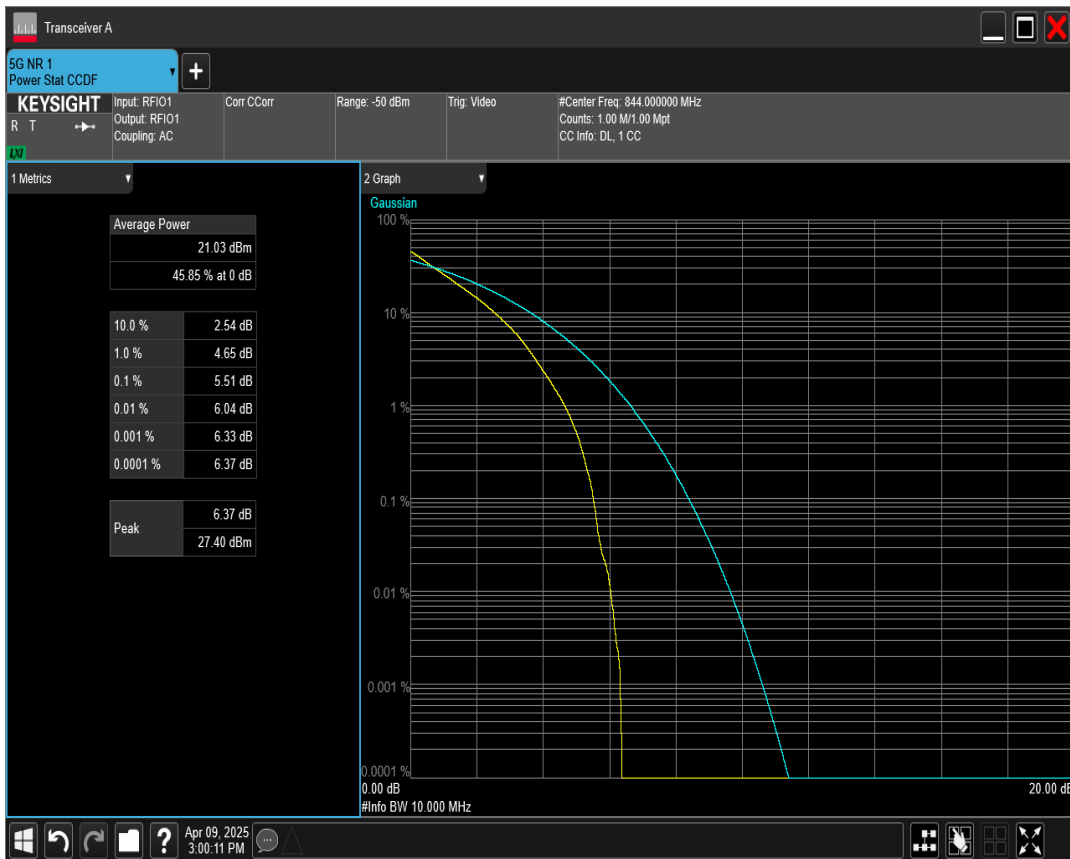 Transceiver A
5G NR 1
Power Stat CCDF
KEYSIGHT
R T
LXI
Input: RFIO1
Output: RFIO1
Coupling: AC
Corr CCorr
Range: -50 dBm
Trig: Video
#Center Freq: 844.000000 MHz
Counts: 1.00 M/1.00 Mpt
CC Info: DL, 1 CC
1 Metrics
Average Power
21.03 dBm
45.85 % at 0 dB
10.0 % 2.54 dB
1.0 % 4.65 dB
0.1 % 5.51 dB
0.01 % 6.04 dB
0.001 % 6.33 dB
0.0001 % 6.37 dB
Peak 6.37 dB
27.40 dBm
2 Graph
Gaussian
100 %
10 %
1 %
0.1 %
0.01 %
0.001 %
0.0001 %
0.00 dB 20.00 dB
#Info BW 10.000 MHz
? Apr 09, 2025
3:00:11 PM